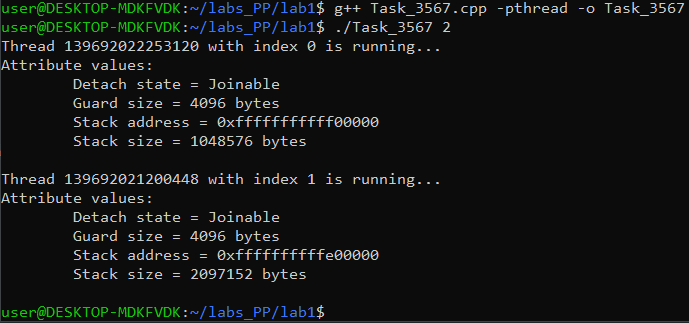 user@DESKTOP-MDKFVDK:~/labs_PP/lab1$ g++ Task_3567.cpp -pthread -o Task_3567
user@DESKTOP-MDKFVDK:~/labs_PP/lab1$ ./Task_3567 2
Thread 139692022253120 with index 0 is running...
Attribute values:
        Detach state = Joinable
        Guard size = 4096 bytes
        Stack address = 0xfffffffffff00000
        Stack size = 1048576 bytes

Thread 139692021200448 with index 1 is running...
Attribute values:
        Detach state = Joinable
        Guard size = 4096 bytes
        Stack address = 0xffffffffffe00000
        Stack size = 2097152 bytes

user@DESKTOP-MDKFVDK:~/labs_PP/lab1$